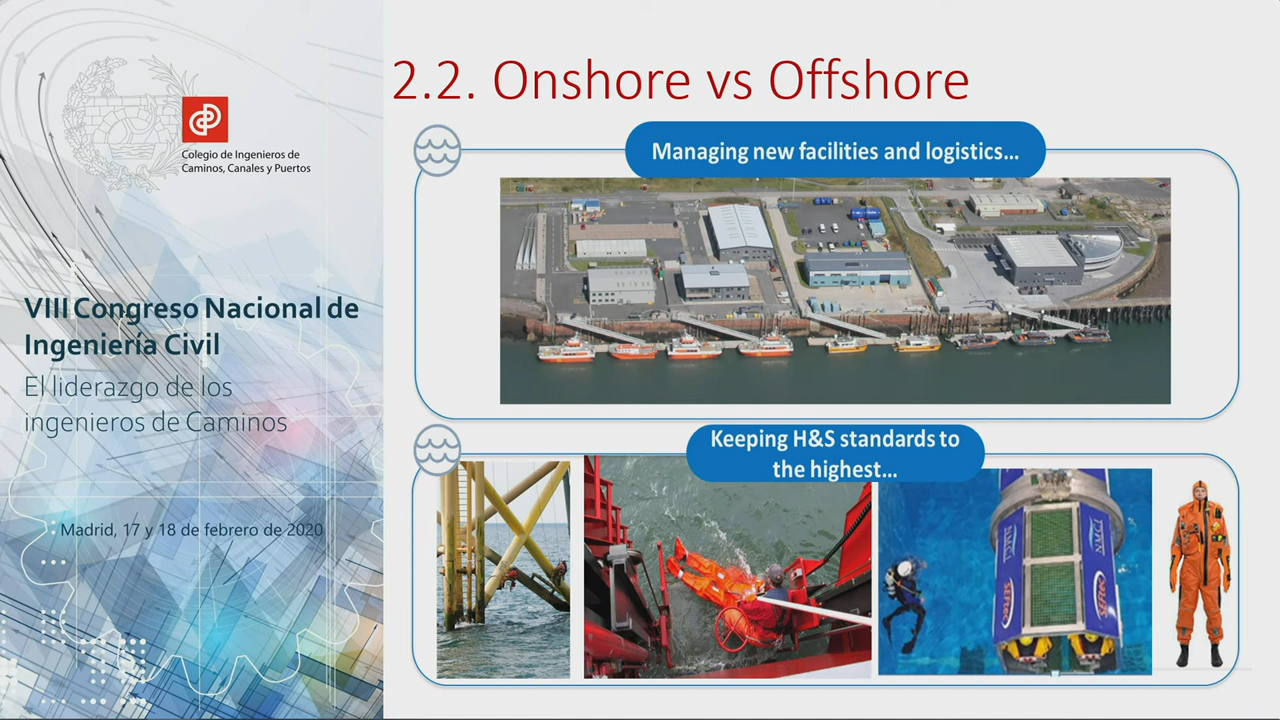 Colegio de Ingenieros de
Caminos, Canales y Puertos
VIII Congreso Nacional de
Ingeniería Civil
El liderazgo de los
ingenieros de Caminos
Madrid, 17 y 18 de febrero de 2020
2.2. Onshore vs Offshore
Managing new facilities and logistics...
Keeping H&S standards to
the highest...